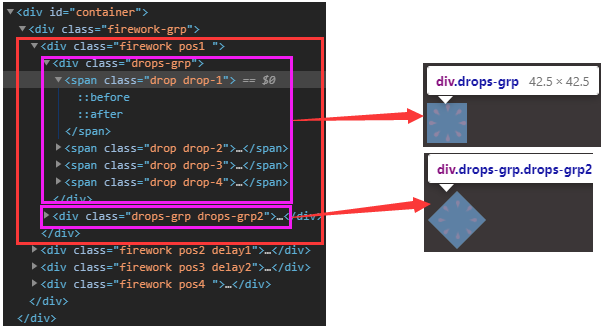 ▼<div id="container">
▼<div class="firework-grp">
▼<div class="firework pos1 ">
▼<div class="drops-grp">
▼<span class="drop drop-1"> == $0
::before
::after
</span>
▶<span class="drop drop-2">…</span>
▶<span class="drop drop-3">…</span>
▶<span class="drop drop-4">…</span>
</div>
▶<div class="drops-grp drops-grp2">…</div>
</div>
▶<div class="firework pos2 delay1">…</div>
▶<div class="firework pos3 delay2">…</div>
▶<div class="firework pos4 ">…</div>
</div>
</div>
div.drops-grp 42.5 × 42.5
div.drops-grp.drops-grp2